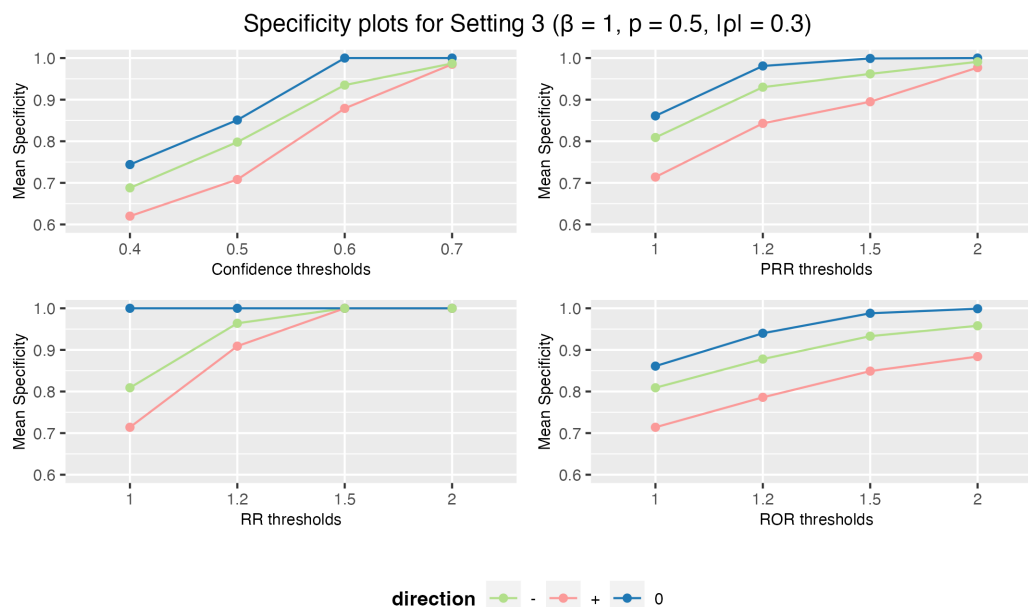 Specificity plots for Setting 3 (β = 1, p = 0.5, |ρ| = 0.3)
Mean Specificity
1.0
0.9
0.8
0.7
0.6
0.4 0.5 0.6 0.7
Confidence thresholds
Mean Specificity
1.0
0.9
0.8
0.7
0.6
1 1.2 1.5 2
PRR thresholds
Mean Specificity
1.0
0.9
0.8
0.7
0.6
1 1.2 1.5 2
RR thresholds
Mean Specificity
1.0
0.9
0.8
0.7
0.6
1 1.2 1.5 2
ROR thresholds
direction - + 0